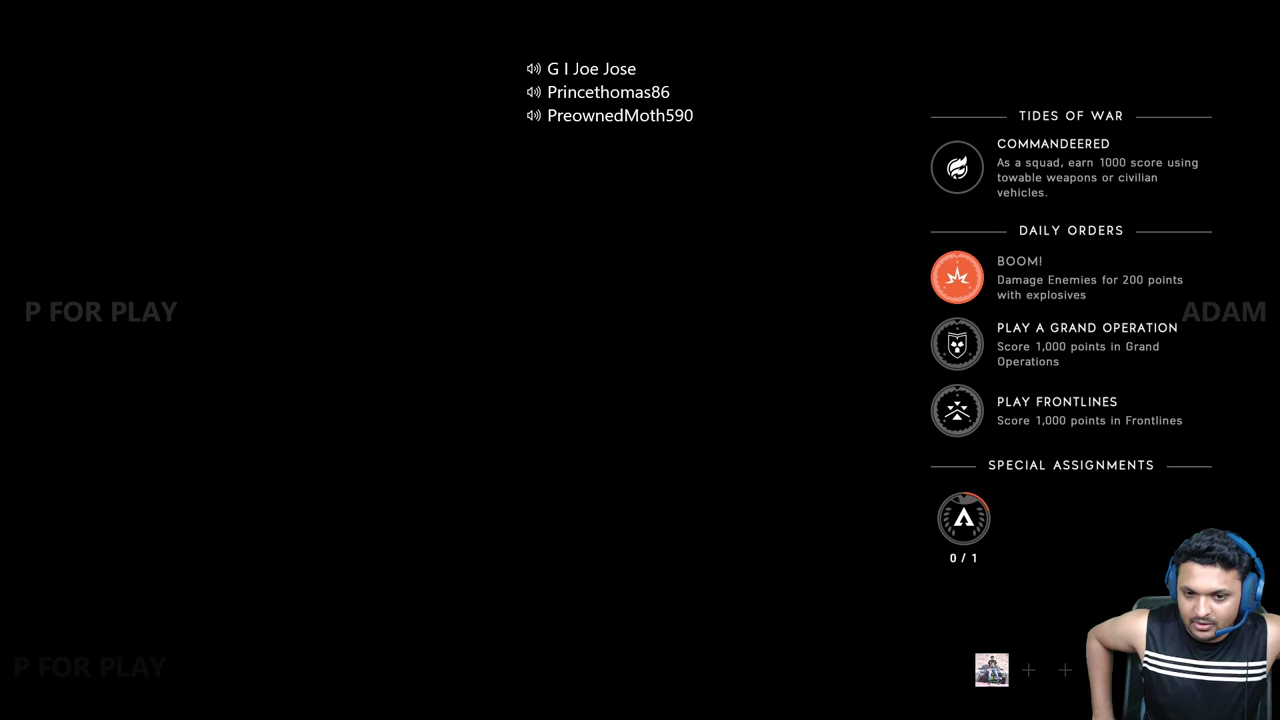 G I Joe Jose
Princethomas86
PreownedMoth590
TIDES OF WAR
COMMANDEERED
As a squad, earn 1000 score using
towable weapons or civilian
vehicles.
DAILY ORDERS
BOOM!
Damage Enemies for 200 points
with explosives
P FOR PLAY
ADAM
PLAY A GRAND OPERATION
Score 1,000 points in Grand
Operations
PLAY FRONTLINES
Score 1,000 points in Frontlines
SPECIAL ASSIGNMENTS
0 / 1
P FOR PLAY